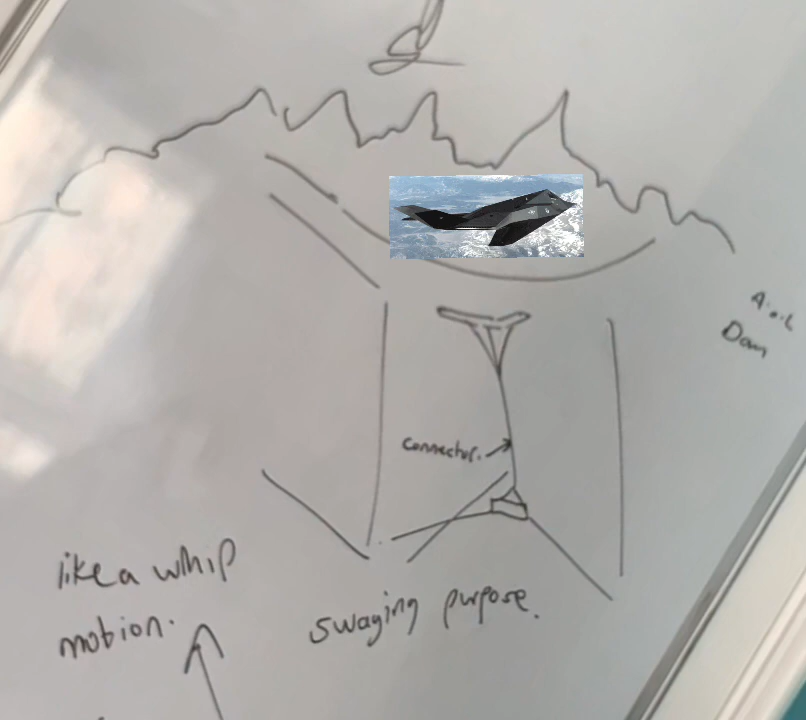 Dam
Connector.
like a whip
motion.
swaging purpose.